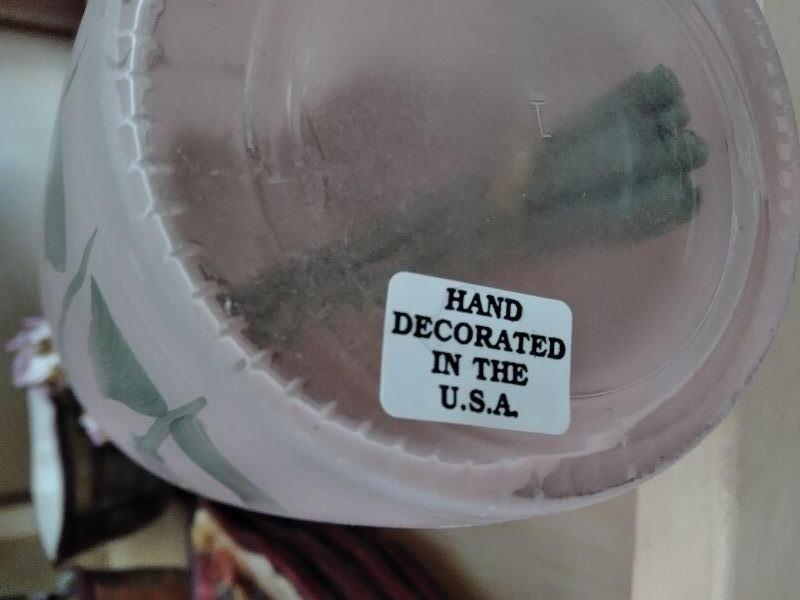 HAND
DECORATED
IN THE
U.S.A.